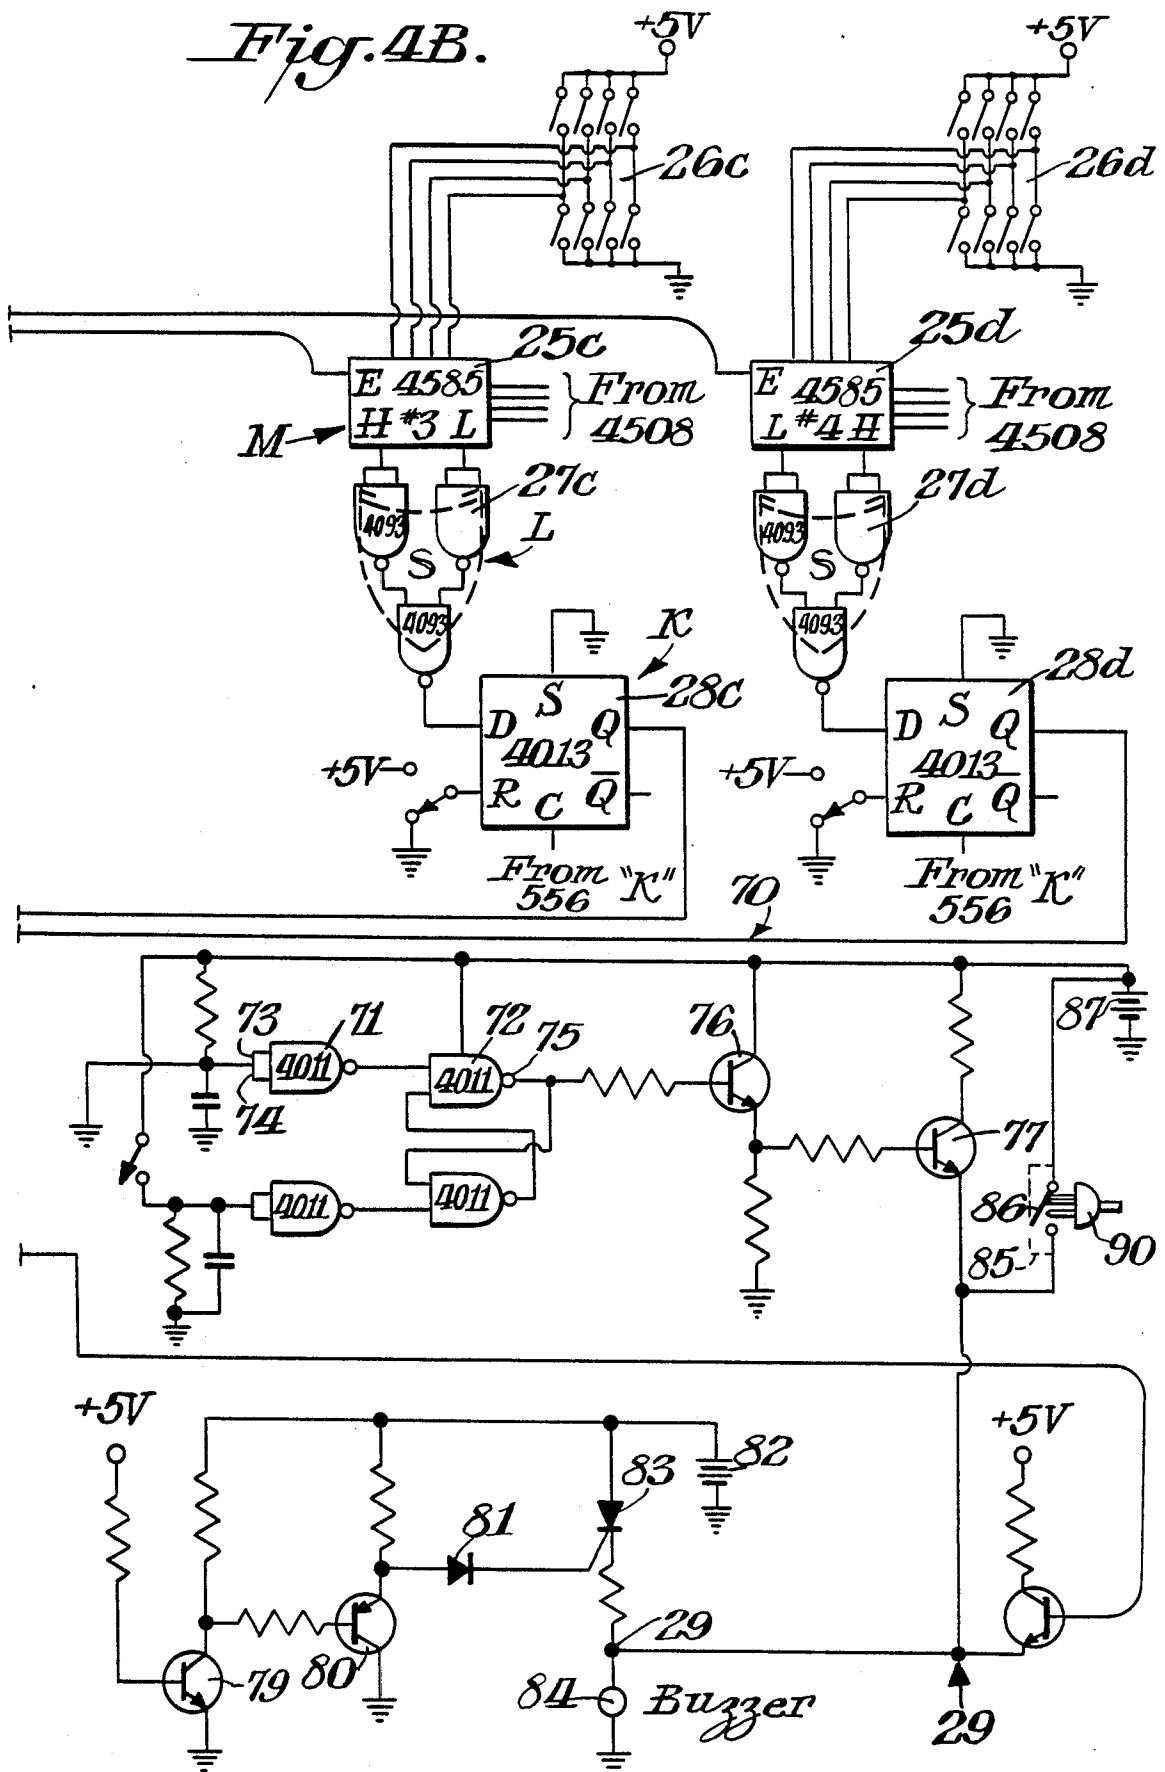 Fig. 4B.
+5V
+5V
26c
26d
25c
25d
E 4585
H #3 L
From
4508
M
E 4585
L #4 H
From
4508
27c
27d
4093
4093
S
S
L
4093
4093
K
28c
28d
S
D Q
4013
R C Q̅
+5V
S
D Q
4013
R C Q̅
+5V
From "K"
556
From "K"
556
70
73
71
72
75
76
87
4011
4011
74
77
4011
4011
86
85
90
+5V
82
83
+5V
81
29
79
80
84
Buzzer
29